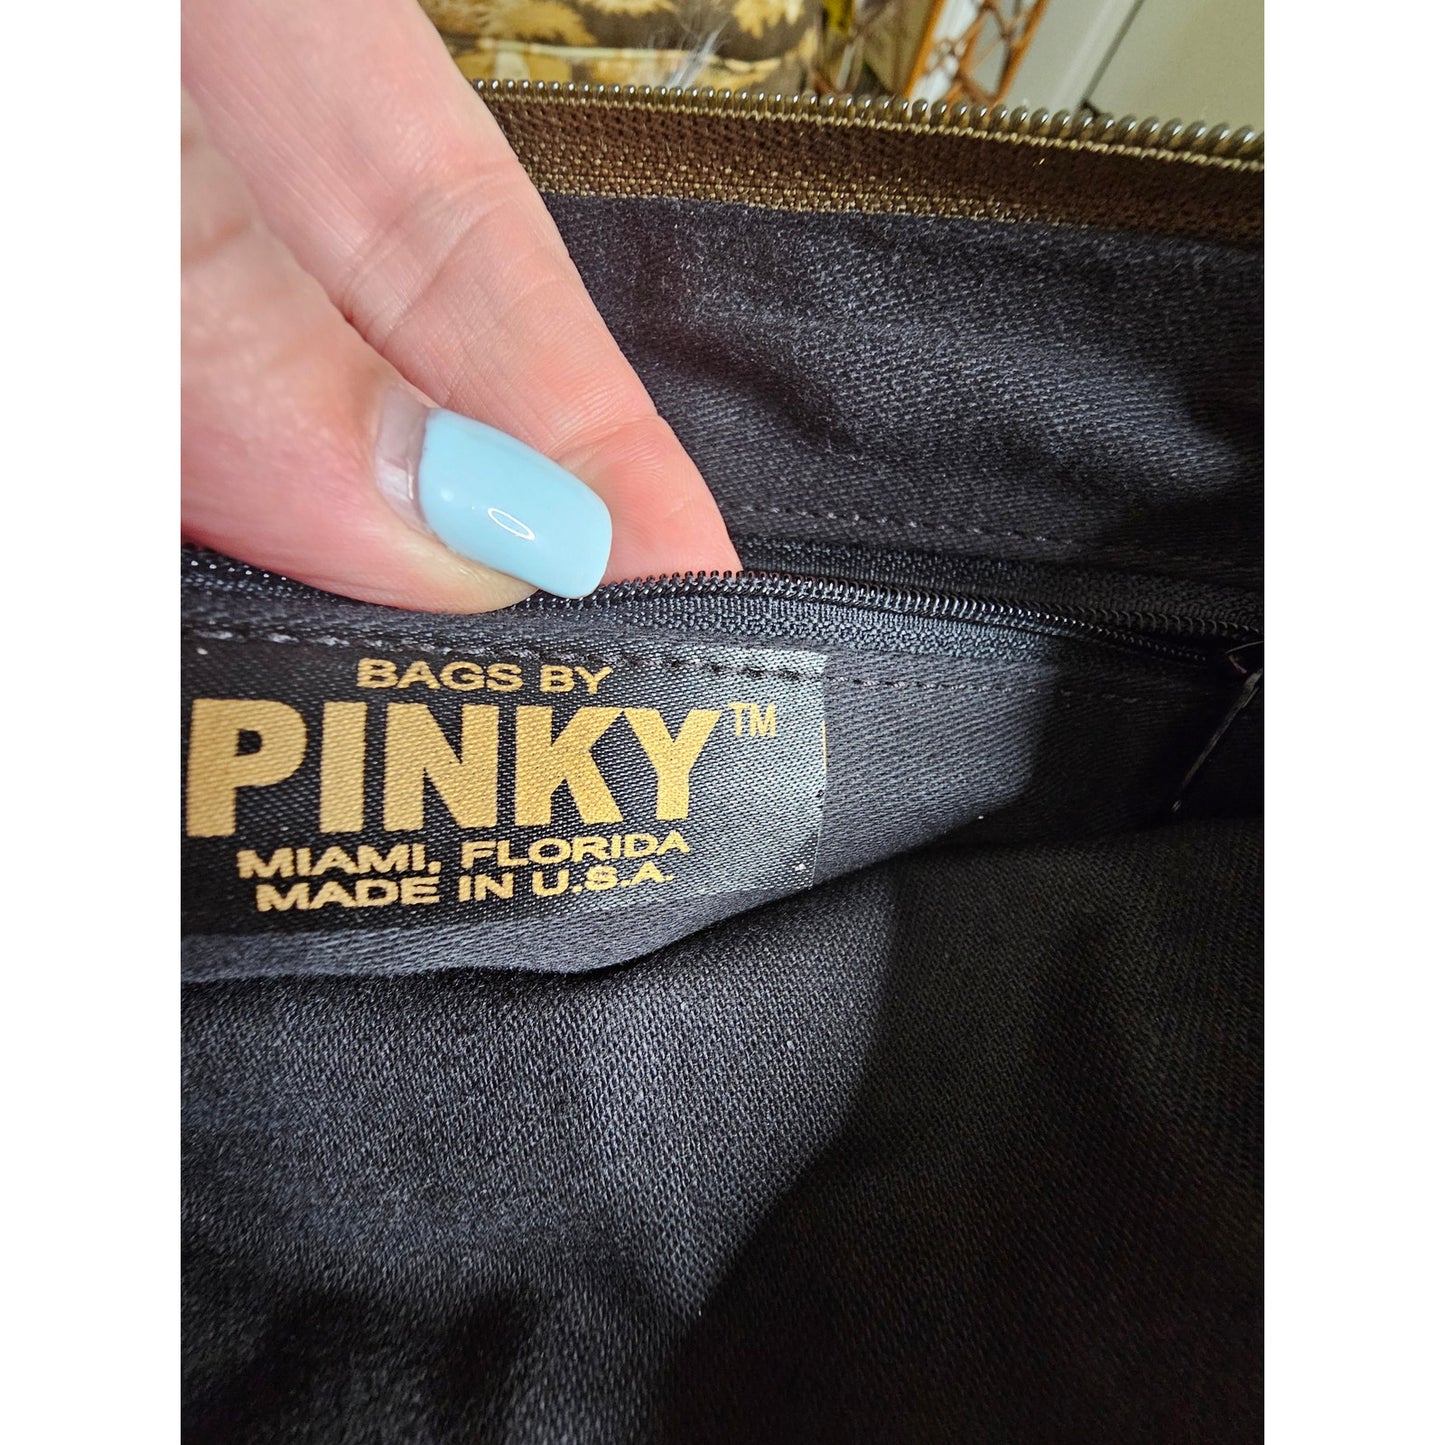 BAGS BY
PINKY™
MIAMI, FLORIDA
MADE IN U.S.A.